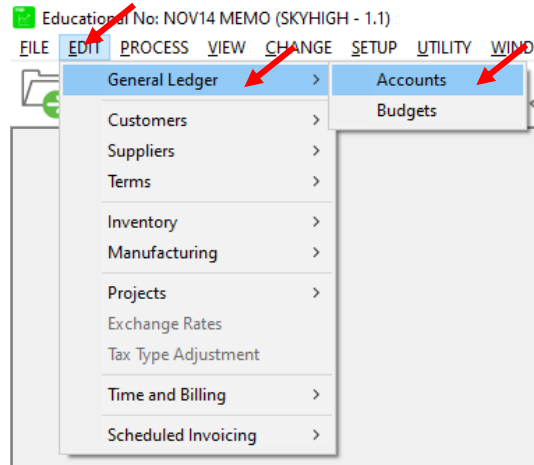 Educational No: NOV14 MEMO (SKYHIGH - 1.1)
FILE EDIT PROCESS VIEW CHANGE SETUP UTILITY WIND
General Ledger > Accounts
Budgets
Customers >
Suppliers >
Terms >
Inventory >
Manufacturing >
Projects >
Exchange Rates
Tax Type Adjustment
Time and Billing >
Scheduled Invoicing >